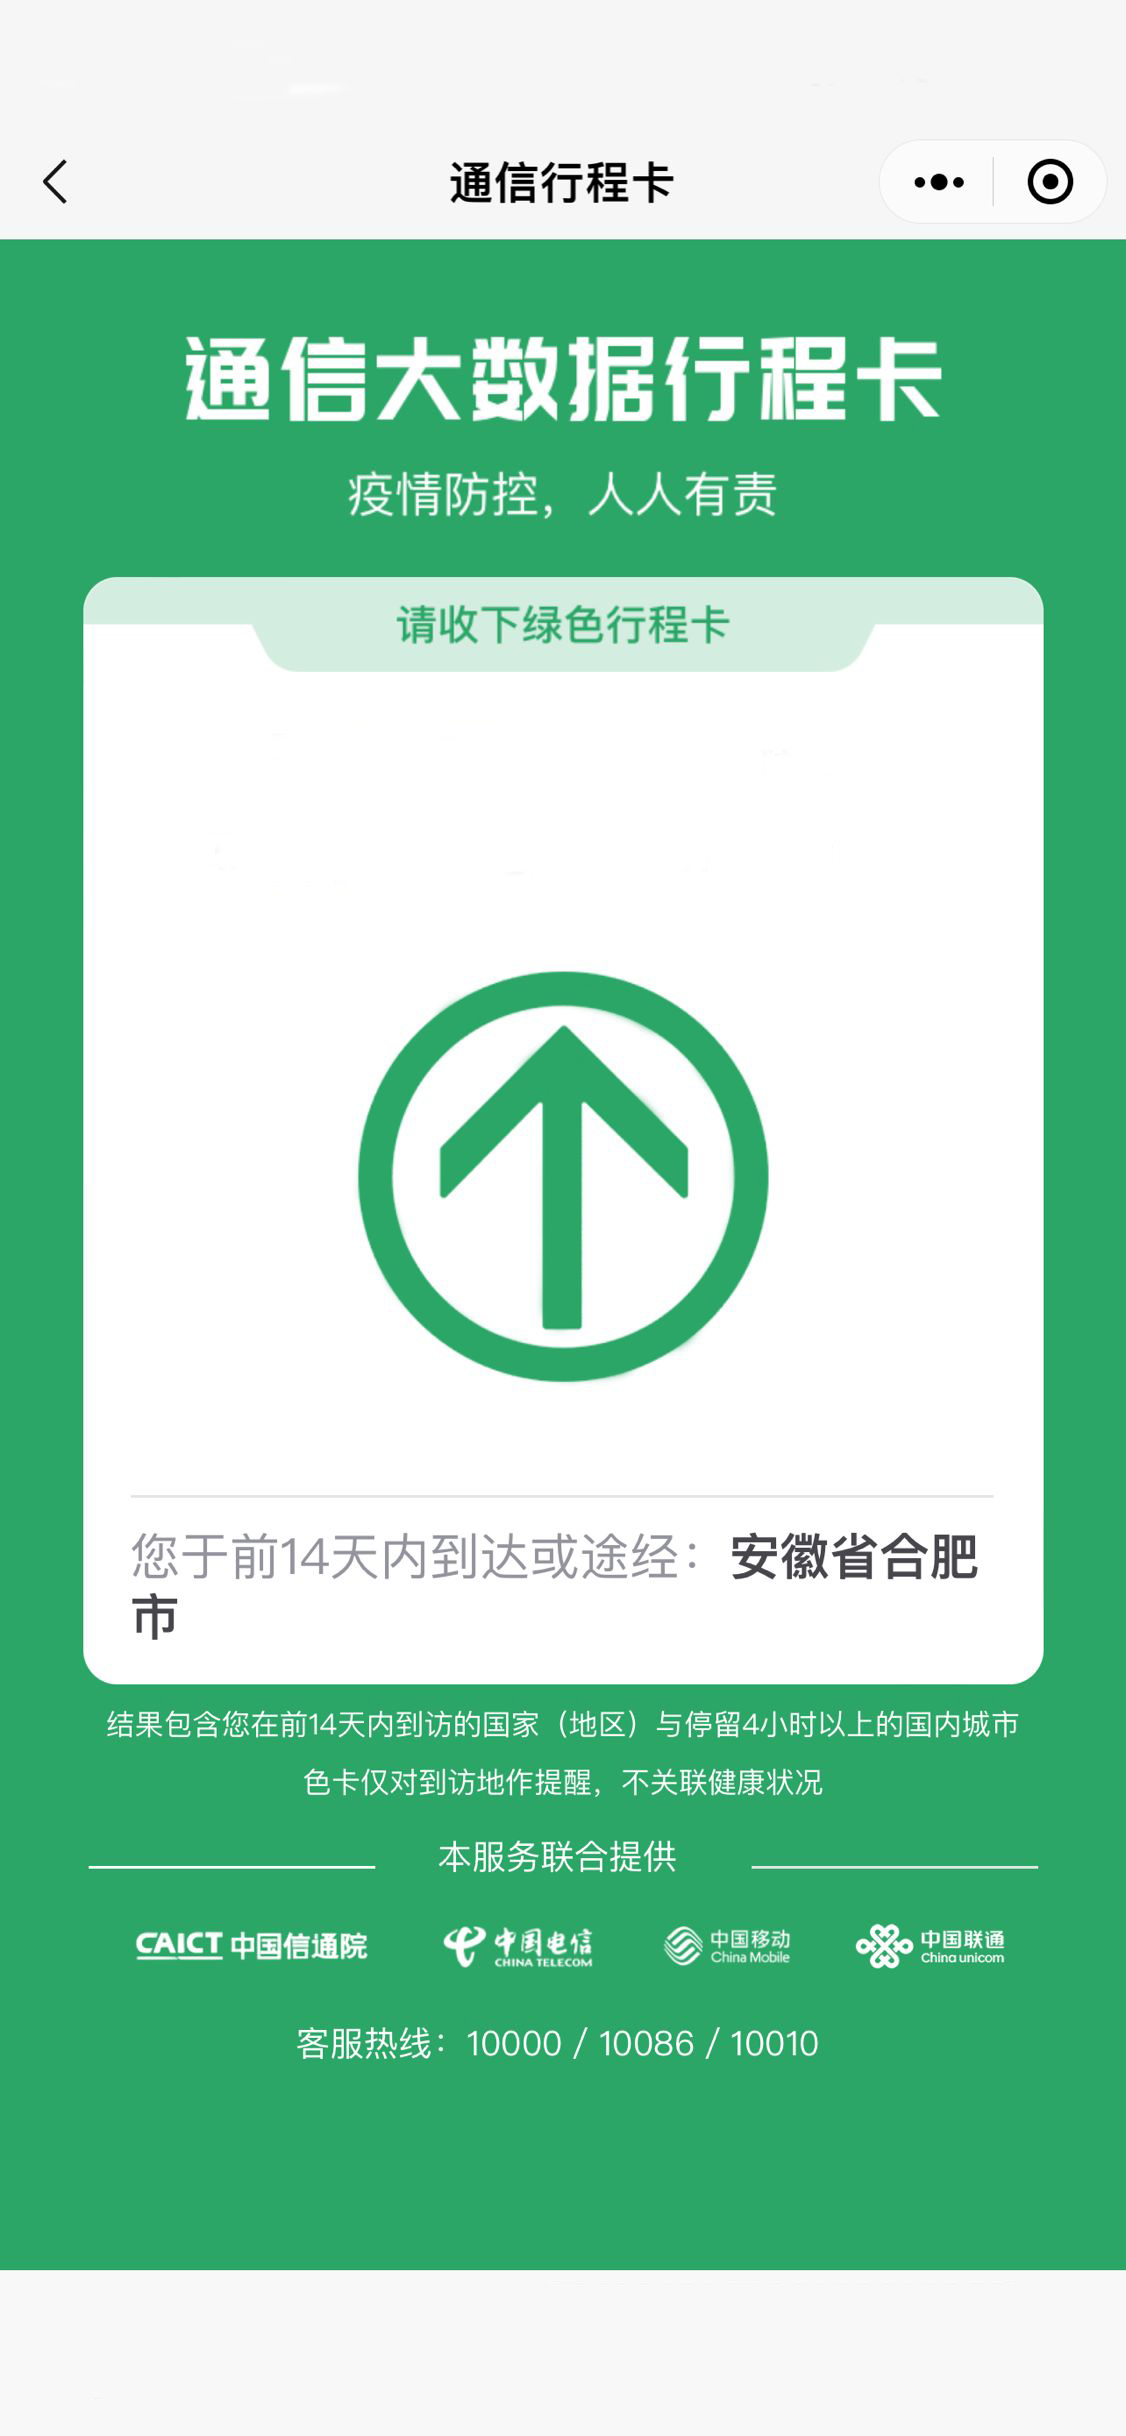 通信行程卡
通信大数据行程卡
疫情防控，人人有责
请收下绿色行程卡
您于前14天内到达或途经：安徽省合肥
市
结果包含您在前14天内到访的国家（地区）与停留4小时以上的国内城市
色卡仅对到访地作提醒，不关联健康状况
本服务联合提供
CAICT 中国信通院 中国电信 CHINA TELECOM 中国移动 China Mobile 中国联通 China unicom
客服热线：10000 / 10086 / 10010